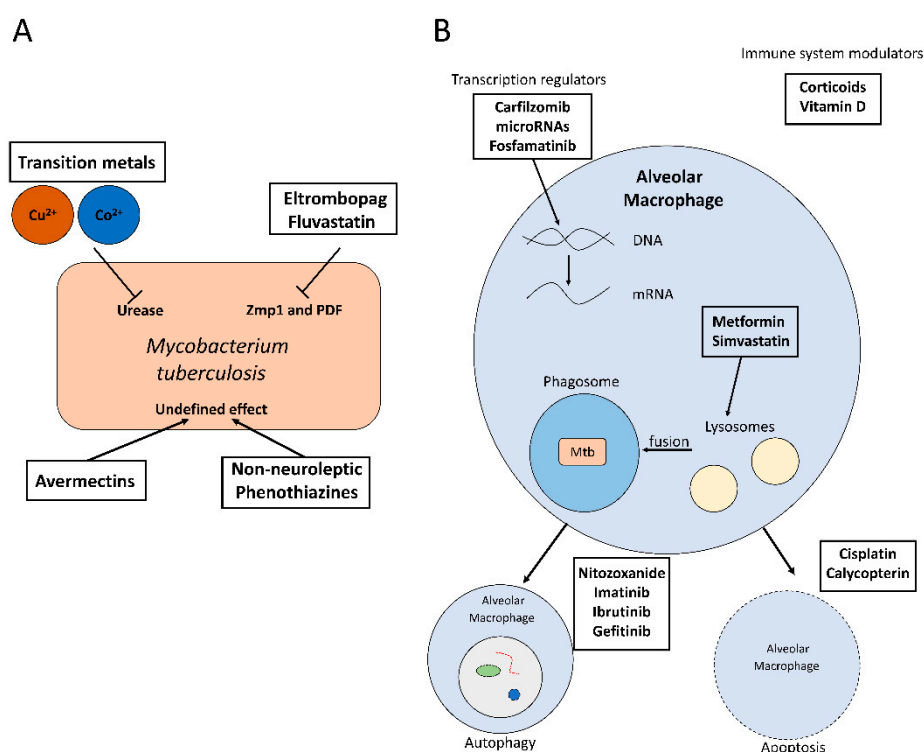 A
Transition metals
Cu2+
Co2+
Eltrombopag
Fluvastatin
Urease
Zmp1 and PDF
Mycobacterium
tuberculosis
Undefined effect
Avermectins
Non-neuroleptic
Phenothiazines
B
Immune system modulators
Corticoids
Vitamin D
Transcription regulators
Carfilzomib
microRNAs
Fosfamatinib
Alveolar
Macrophage
DNA
mRNA
Metformin
Simvastatin
Phagosome
Lysosomes
fusion
Mtb
Nitozoxanide
Imatinib
Ibrutinib
Gefitinib
Cisplatin
Calycopterin
Alveolar
Macrophage
Autophagy
Alveolar
Macrophage
Apoptosis